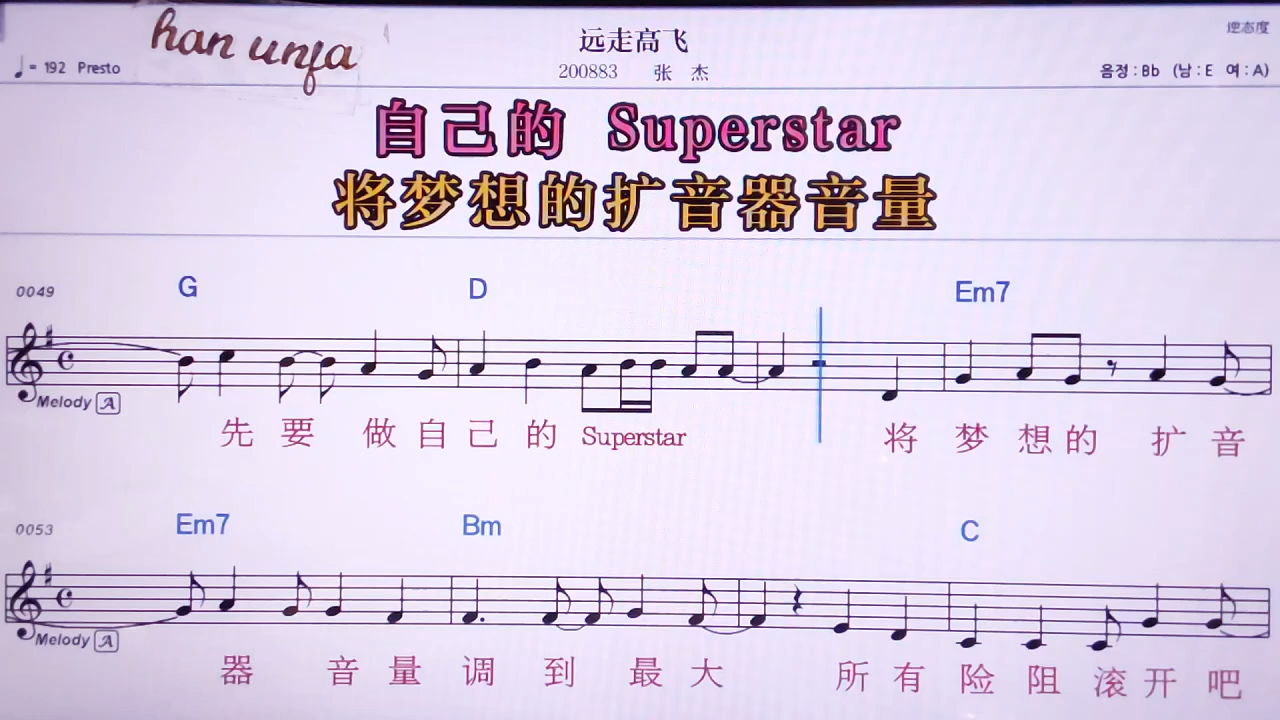 han unfa
远走高飞
逆态度
♩= 192 Presto
200883 张 杰
음정 : Bb (남 : E 여 : A)
自己的 Superstar
将梦想的扩音器音量
0049 G D Em7
Melody A
先 要 做 自 己 的 Superstar 将 梦 想 的 扩 音
0053 Em7 Bm C
Melody A
器 音 量 调 到 最 大 所 有 险 阻 滚 开 吧